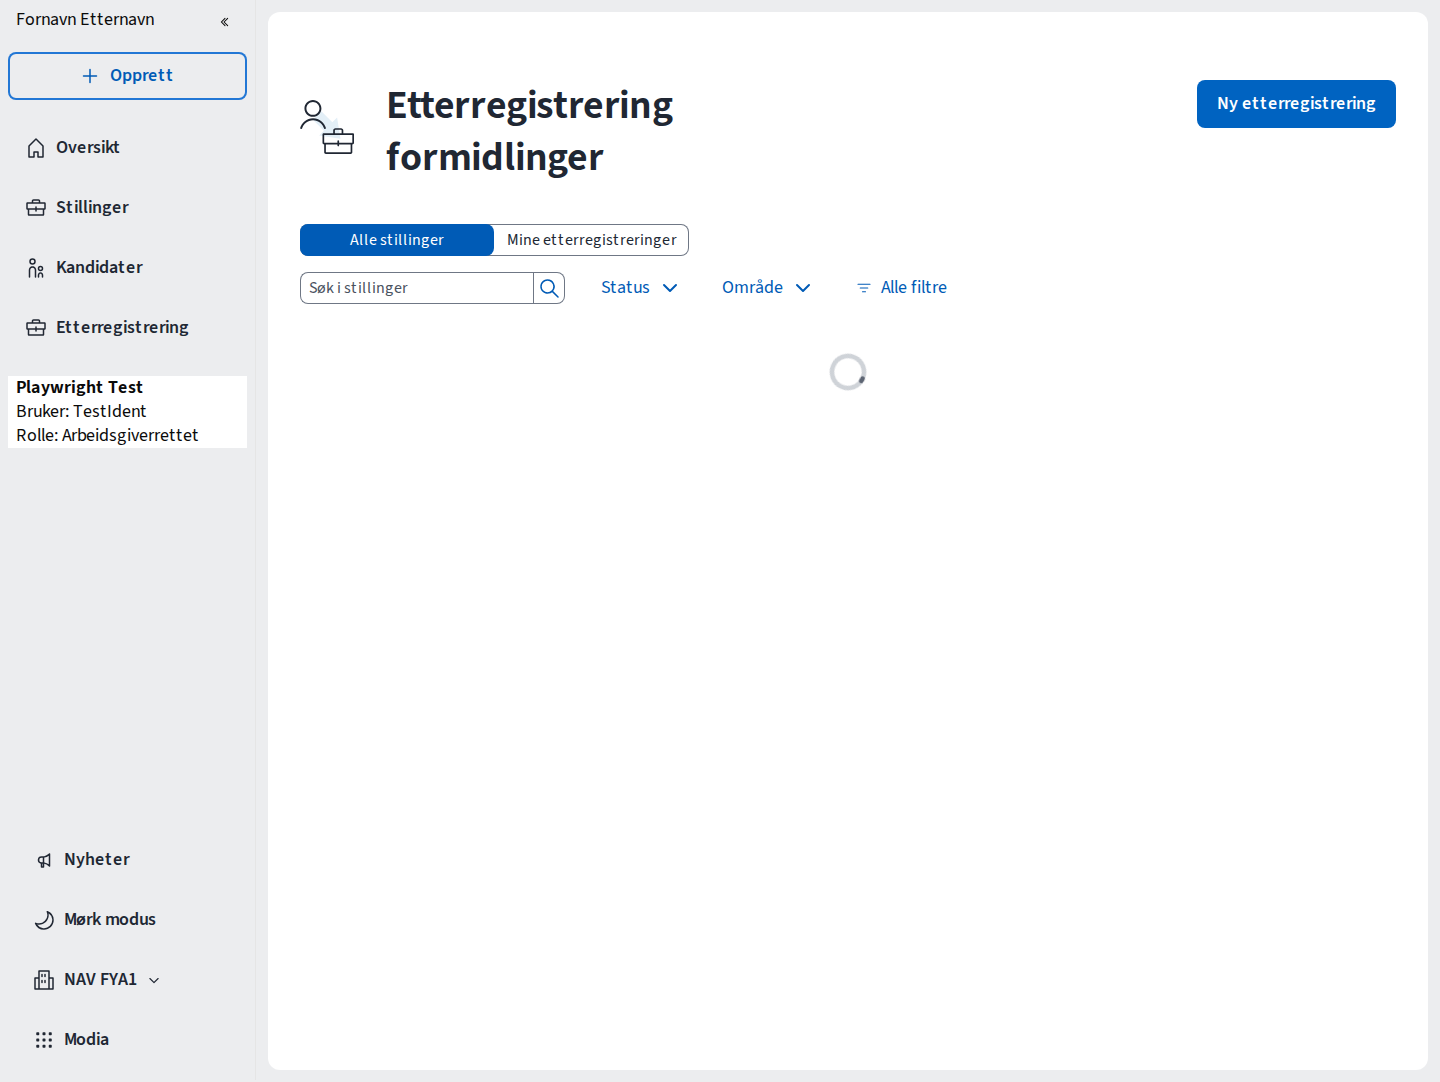 Fornavn Etternavn
Opprett
Oversikt
Stillinger
Kandidater
Etterregistrering
Playwright Test
Bruker: TestIdent
Rolle: Arbeidsgiverrettet
Nyheter
Mørk modus
NAV FYA1
Modia
Etterregistrering
formidlinger
Ny etterregistrering
Alle stillinger
Mine etterregistreringer
Søk i stillinger
Status
Område
Alle filtre